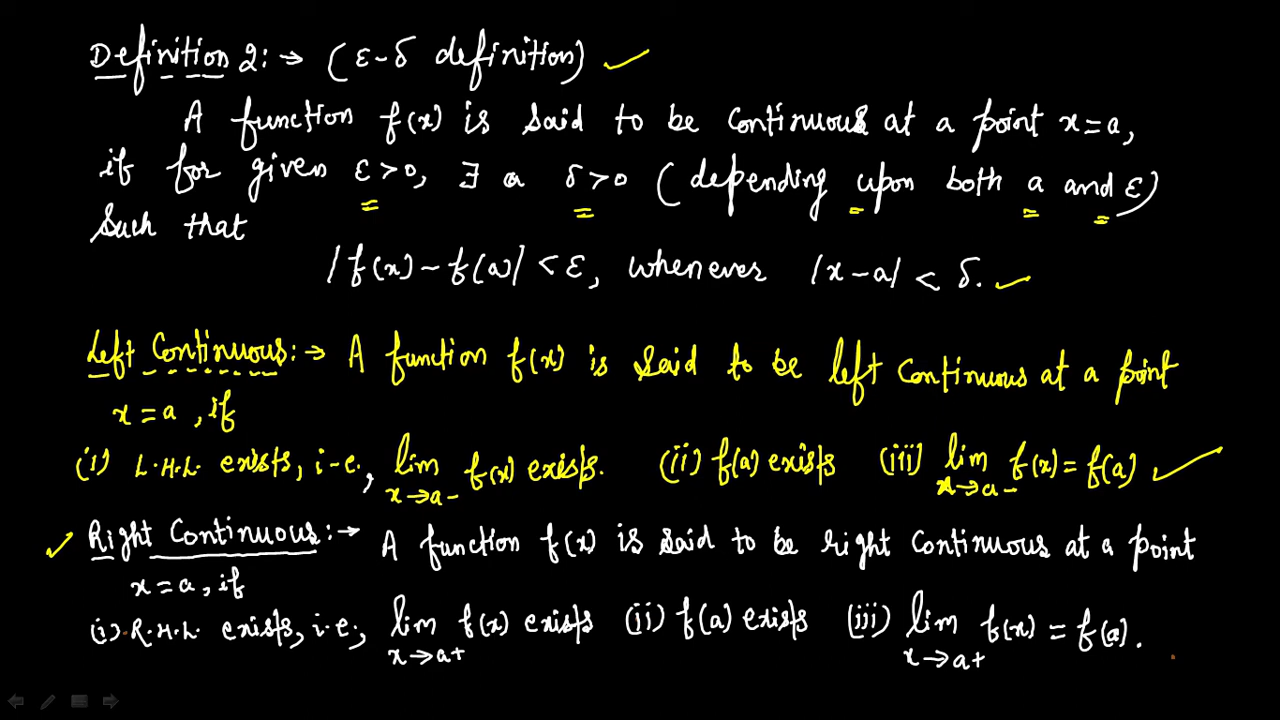 Definition 2: → (ε-δ definition)
A function f(x) is said to be continuous at a point x=a,
if for given ε>0, ∃ a δ>0 (depending upon both a and ε)
such that
|f(x)-f(a)| < ε, whenever |x-a| < δ.
Left Continuous: → A function f(x) is said to be left continuous at a point
x=a, if
(i) L.H.L. exists, i-e., lim x→a- f(x) exists. (ii) f(a) exists (iii) lim x→a- f(x) = f(a)
Right Continuous: → A function f(x) is said to be right continuous at a point
x=a, if
(i) R.H.L exists, i.e., lim x→a+ f(x) exists (ii) f(a) exists (iii) lim x→a+ f(x) = f(a).